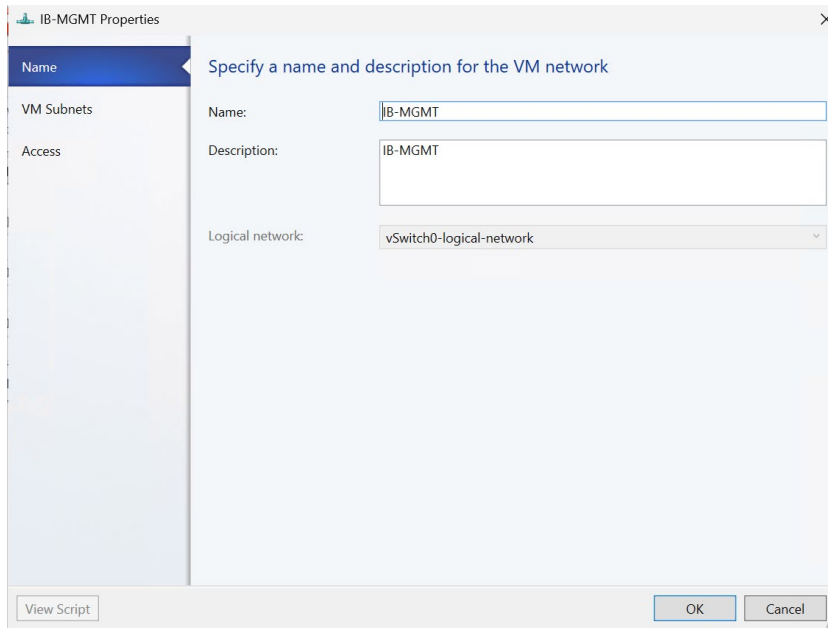 IB-MGMT Properties
Name
VM Subnets
Access
Specify a name and description for the VM network
Name:
IB-MGMT
Description:
IB-MGMT
Logical network:
vSwitch0-logical-network
View Script
OK
Cancel